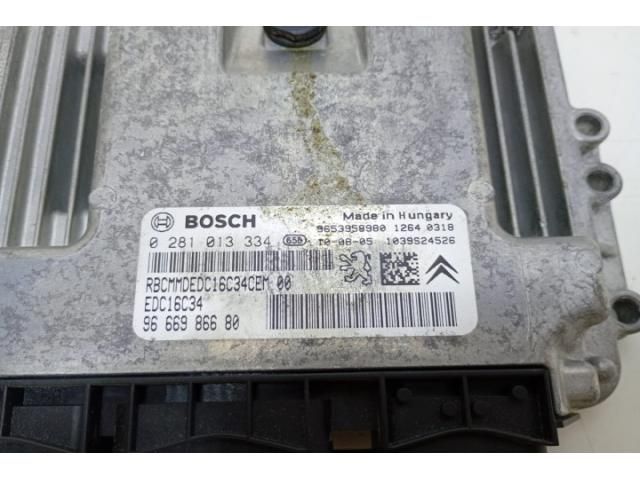 BOSCH
Made in Hungary
9653958980 1264 0318
0 281 013 334 656 10-08-05 1039S24526
RBCMMDEDC16C34CEM 00
EDC16C34
96 669 866 80